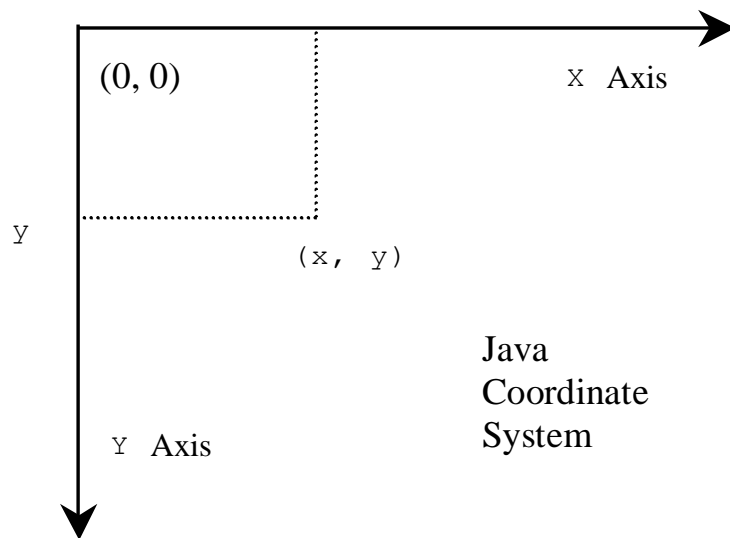 (0, 0)
X Axis
y
(x, y)
Java
Coordinate
System
Y Axis